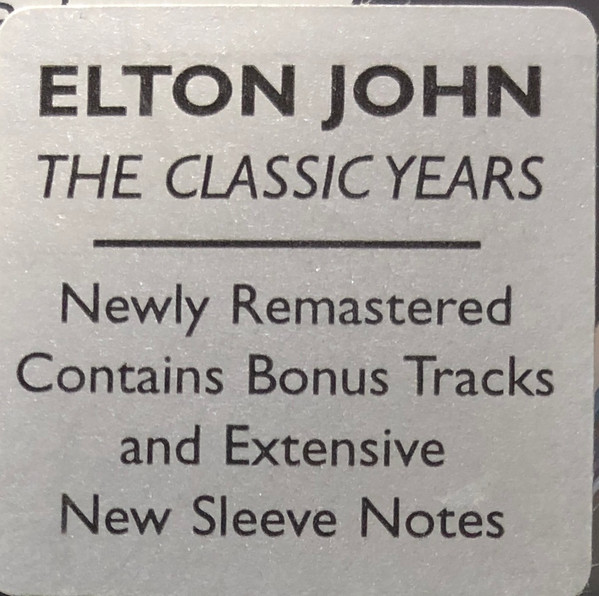 ELTON JOHN
THE CLASSIC YEARS
Newly Remastered
Contains Bonus Tracks
and Extensive
New Sleeve Notes